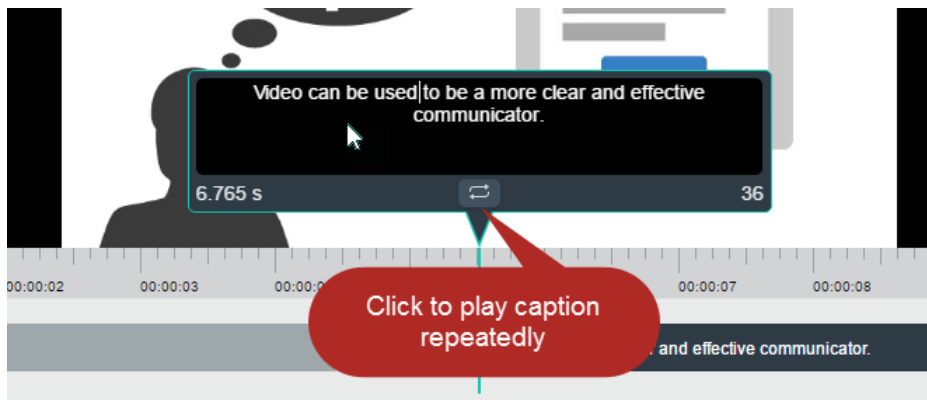 Video can be used to be a more clear and effective
communicator.
6.765 s
36
00:00:02 00:00:03 00:00:07 00:00:08
Click to play caption
repeatedly
and effective communicator.